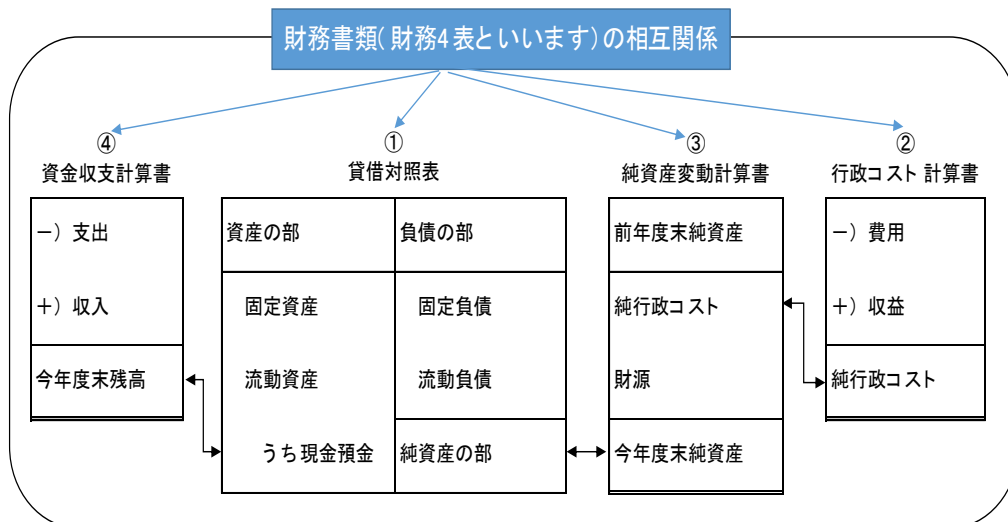 財務書類(財務4表といいます)の相互関係
④
資金収支計算書
－）支出
＋）収入
今年度末残高
①
貸借対照表
資産の部
固定資産
流動資産
うち現金預金
負債の部
固定負債
流動負債
純資産の部
③
純資産変動計算書
前年度末純資産
純行政コスト
財源
今年度末純資産
②
行政コスト計算書
－）費用
＋）収益
純行政コスト